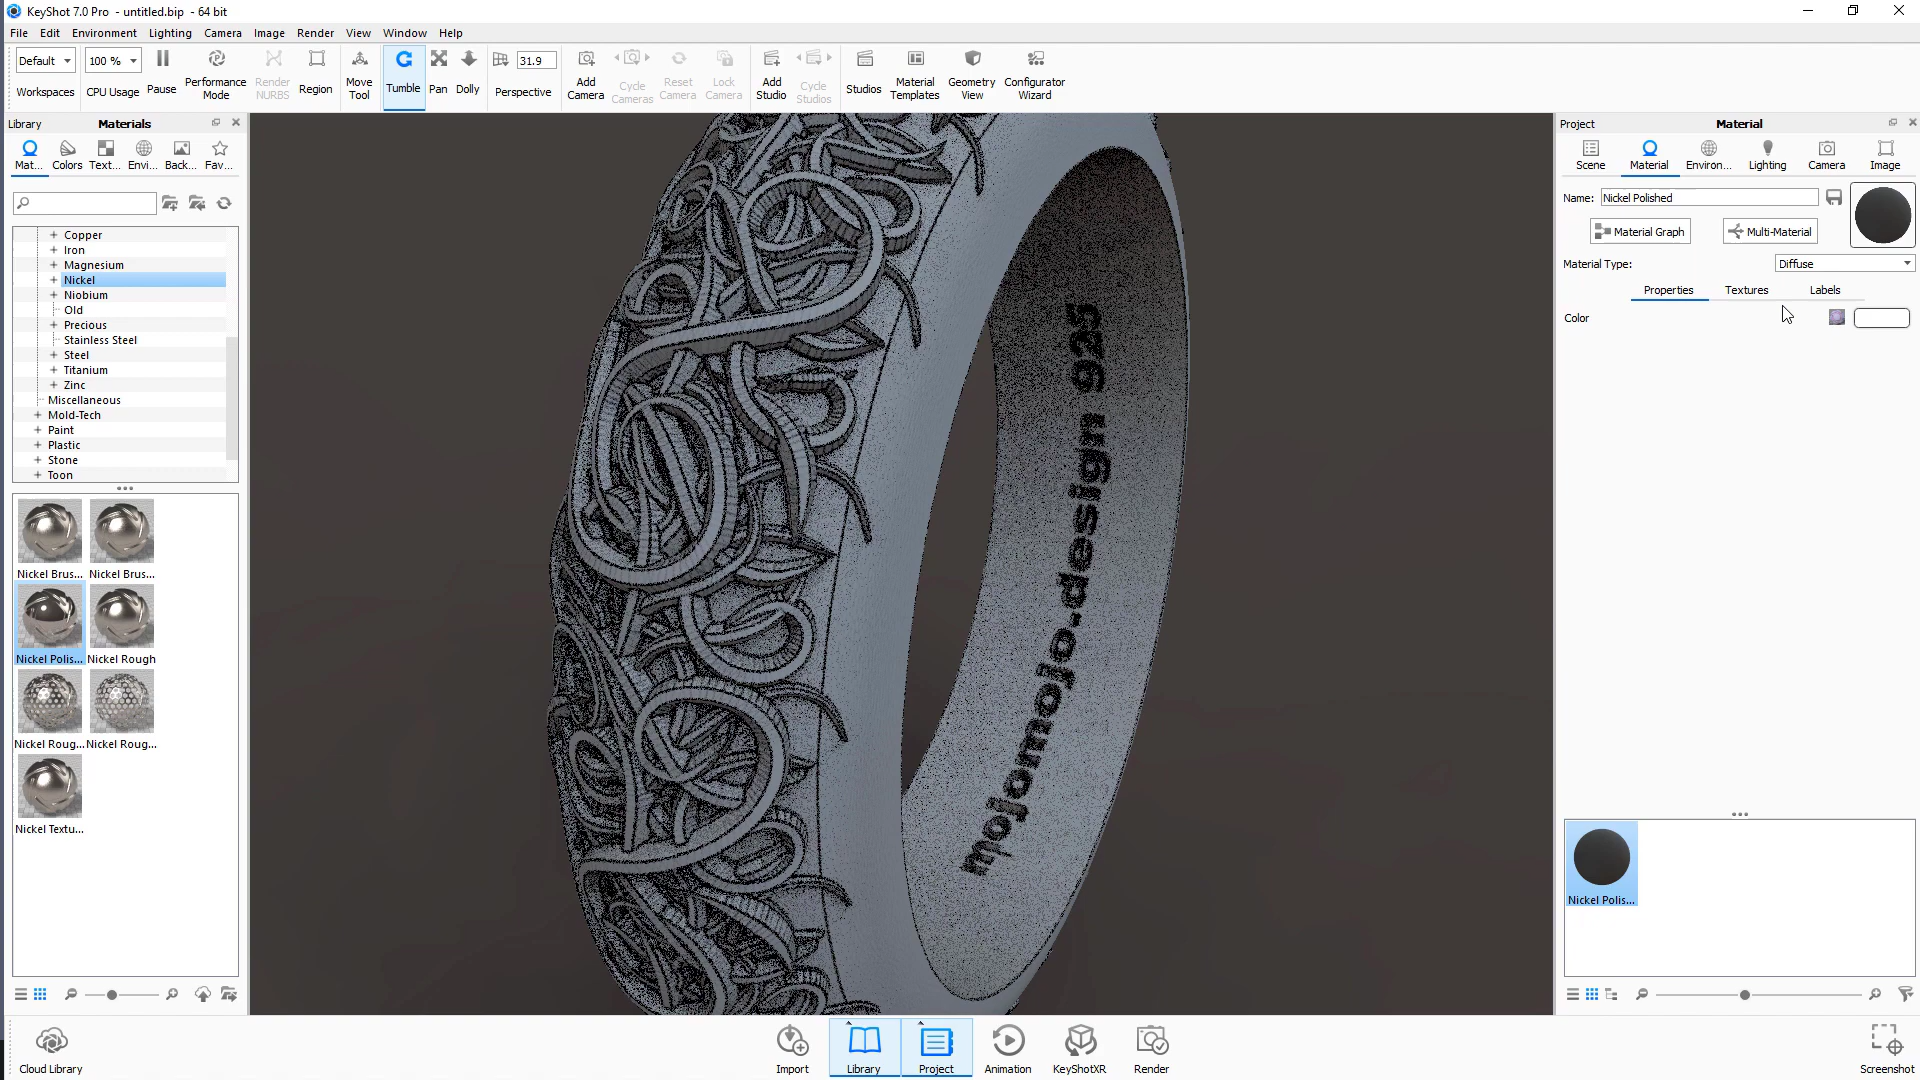 KeyShot 7.0 Pro - untitled.bip - 64 bit
File Edit Environment Lighting Camera Image Render View Window Help
Default
Workspaces
100 %
CPU Usage
Pause
Performance Mode
Render NURBS
Region
Move Tool
Tumble
Pan
Dolly
31.9
Perspective
Add Camera
Cycle Cameras
Reset Camera
Lock Camera
Add Studio
Cycle Studios
Studios
Material Templates
Geometry View
Configurator Wizard
Library
Materials
Mat... Colors Text... Envi... Back... Fav...
Copper
Iron
Magnesium
Nickel
Niobium
Old
Precious
Stainless Steel
Steel
Titanium
Zinc
Miscellaneous
Mold-Tech
Paint
Plastic
Stone
Toon
Nickel Brus... Nickel Brus...
Nickel Polis... Nickel Rough
Nickel Roug... Nickel Roug...
Nickel Textu...
mojomojo.design 925
Project
Material
Scene Material Environ... Lighting Camera Image
Name: Nickel Polished
Material Graph
Multi-Material
Material Type: Diffuse
Properties Textures Labels
Color
Nickel Polis...
Cloud Library
Import
Library
Project
Animation
KeyShotXR
Render
Screenshot